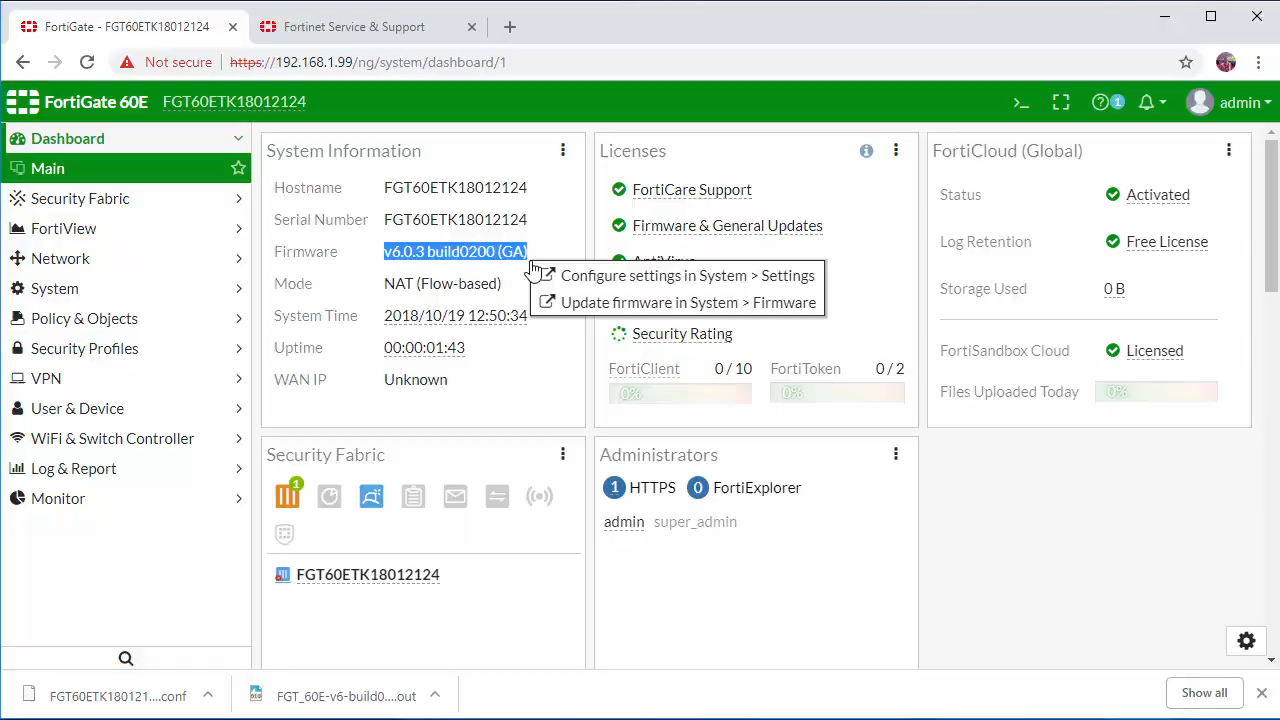 FortiGate - FGT60ETK18012124
Fortinet Service & Support
Not secure
https://192.168.1.99/ng/system/dashboard/1
FortiGate 60E
FGT60ETK18012124
1
admin
Dashboard
Main
Security Fabric
FortiView
Network
System
Policy & Objects
Security Profiles
VPN
User & Device
WiFi & Switch Controller
Log & Report
Monitor
System Information
Hostname FGT60ETK18012124
Serial Number FGT60ETK18012124
Firmware v6.0.3 build0200 (GA)
Mode NAT (Flow-based)
System Time 2018/10/19 12:50:34
Uptime 00:00:01:43
WAN IP Unknown
Configure settings in System > Settings
Update firmware in System > Firmware
Licenses
FortiCare Support
Firmware & General Updates
Security Rating
FortiClient 0 / 10
0%
FortiToken 0 / 2
0%
FortiCloud (Global)
Status Activated
Log Retention Free License
Storage Used 0 B
FortiSandbox Cloud Licensed
Files Uploaded Today 0%
Security Fabric
1
FGT60ETK18012124
Administrators
1 HTTPS 0 FortiExplorer
admin super_admin
FGT60ETK180121....conf
FGT_60E-v6-build0....out
Show all